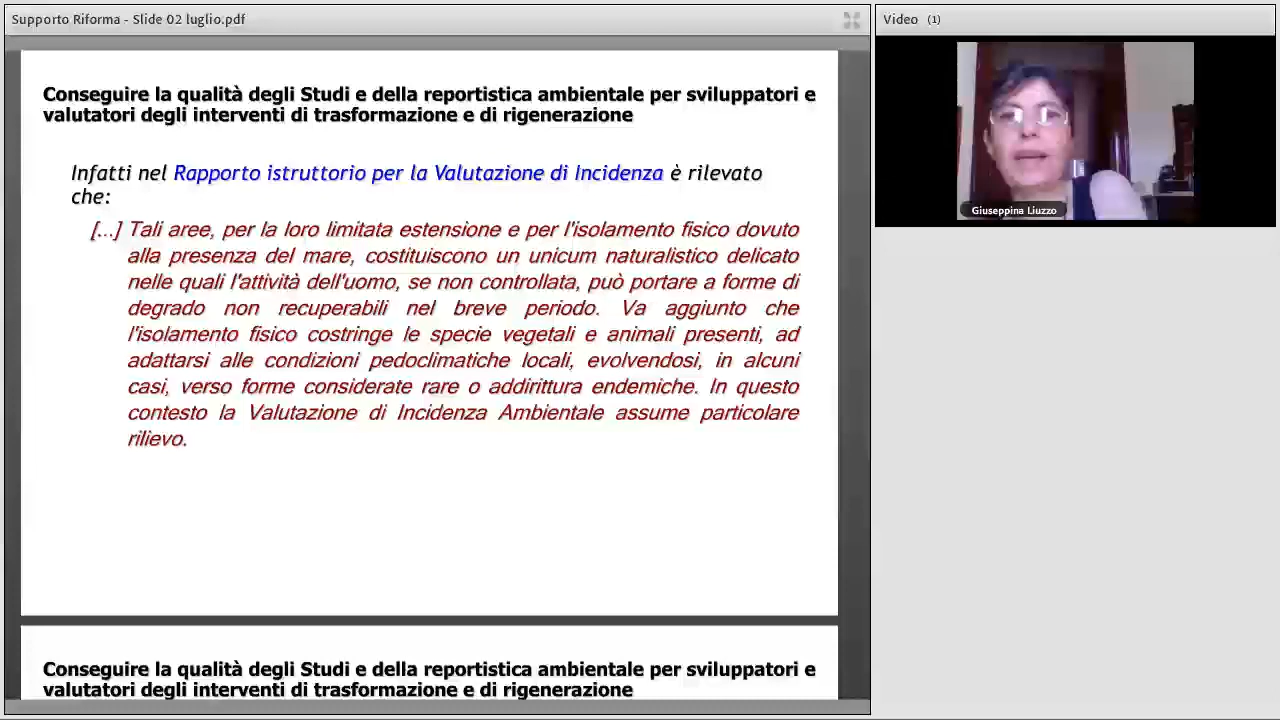 Supporto Riforma - Slide 02 luglio.pdf
Video (1)
Conseguire la qualità degli Studi e della reportistica ambientale per sviluppatori e
valutatori degli interventi di trasformazione e di rigenerazione
Infatti nel Rapporto istruttorio per la Valutazione di Incidenza è rilevato
che:
[...] Tali aree, per la loro limitata estensione e per l'isolamento fisico dovuto
alla presenza del mare, costituiscono un unicum naturalistico delicato
nelle quali l'attività dell'uomo, se non controllata, può portare a forme di
degrado non recuperabili nel breve periodo. Va aggiunto che
l'isolamento fisico costringe le specie vegetali e animali presenti, ad
adattarsi alle condizioni pedoclimatiche locali, evolvendosi, in alcuni
casi, verso forme considerate rare o addirittura endemiche. In questo
contesto la Valutazione di Incidenza Ambientale assume particolare
rilievo.
Giuseppina Liuzzo
Conseguire la qualità degli Studi e della reportistica ambientale per sviluppatori e
valutatori degli interventi di trasformazione e di rigenerazione